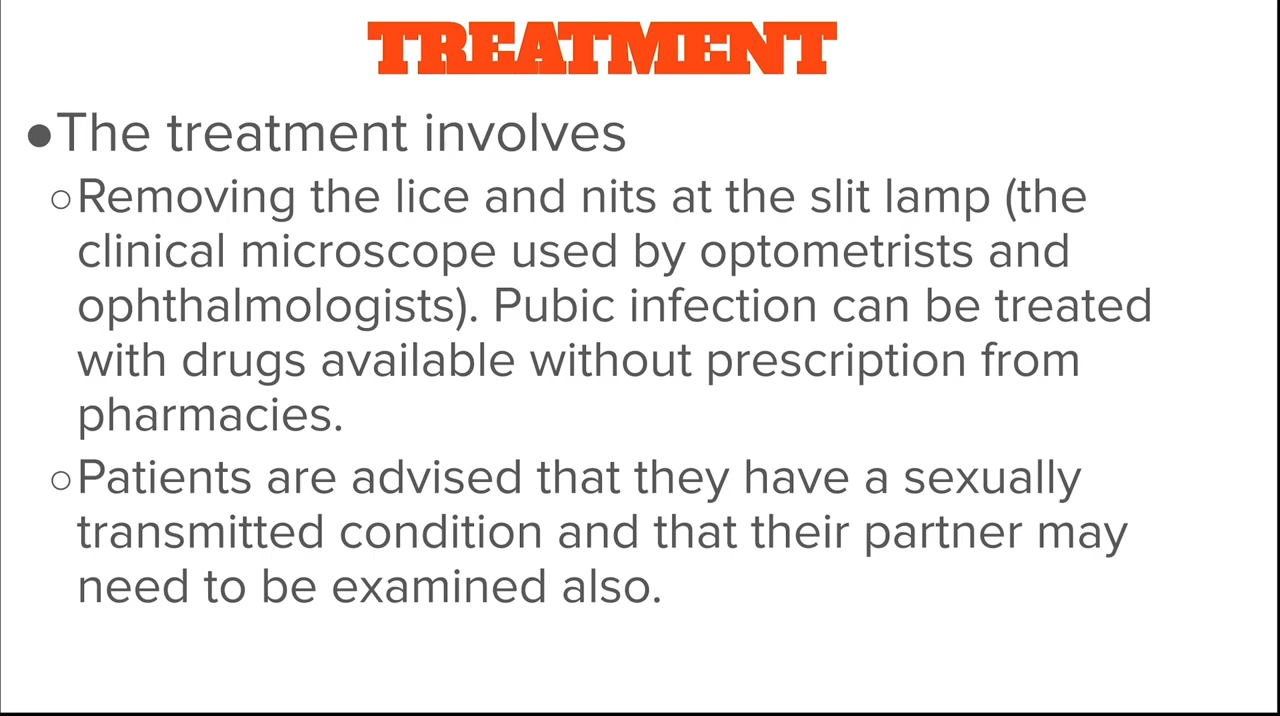 TREATMENT
●The treatment involves
○Removing the lice and nits at the slit lamp (the
clinical microscope used by optometrists and
ophthalmologists). Pubic infection can be treated
with drugs available without prescription from
pharmacies.
○Patients are advised that they have a sexually
transmitted condition and that their partner may
need to be examined also.